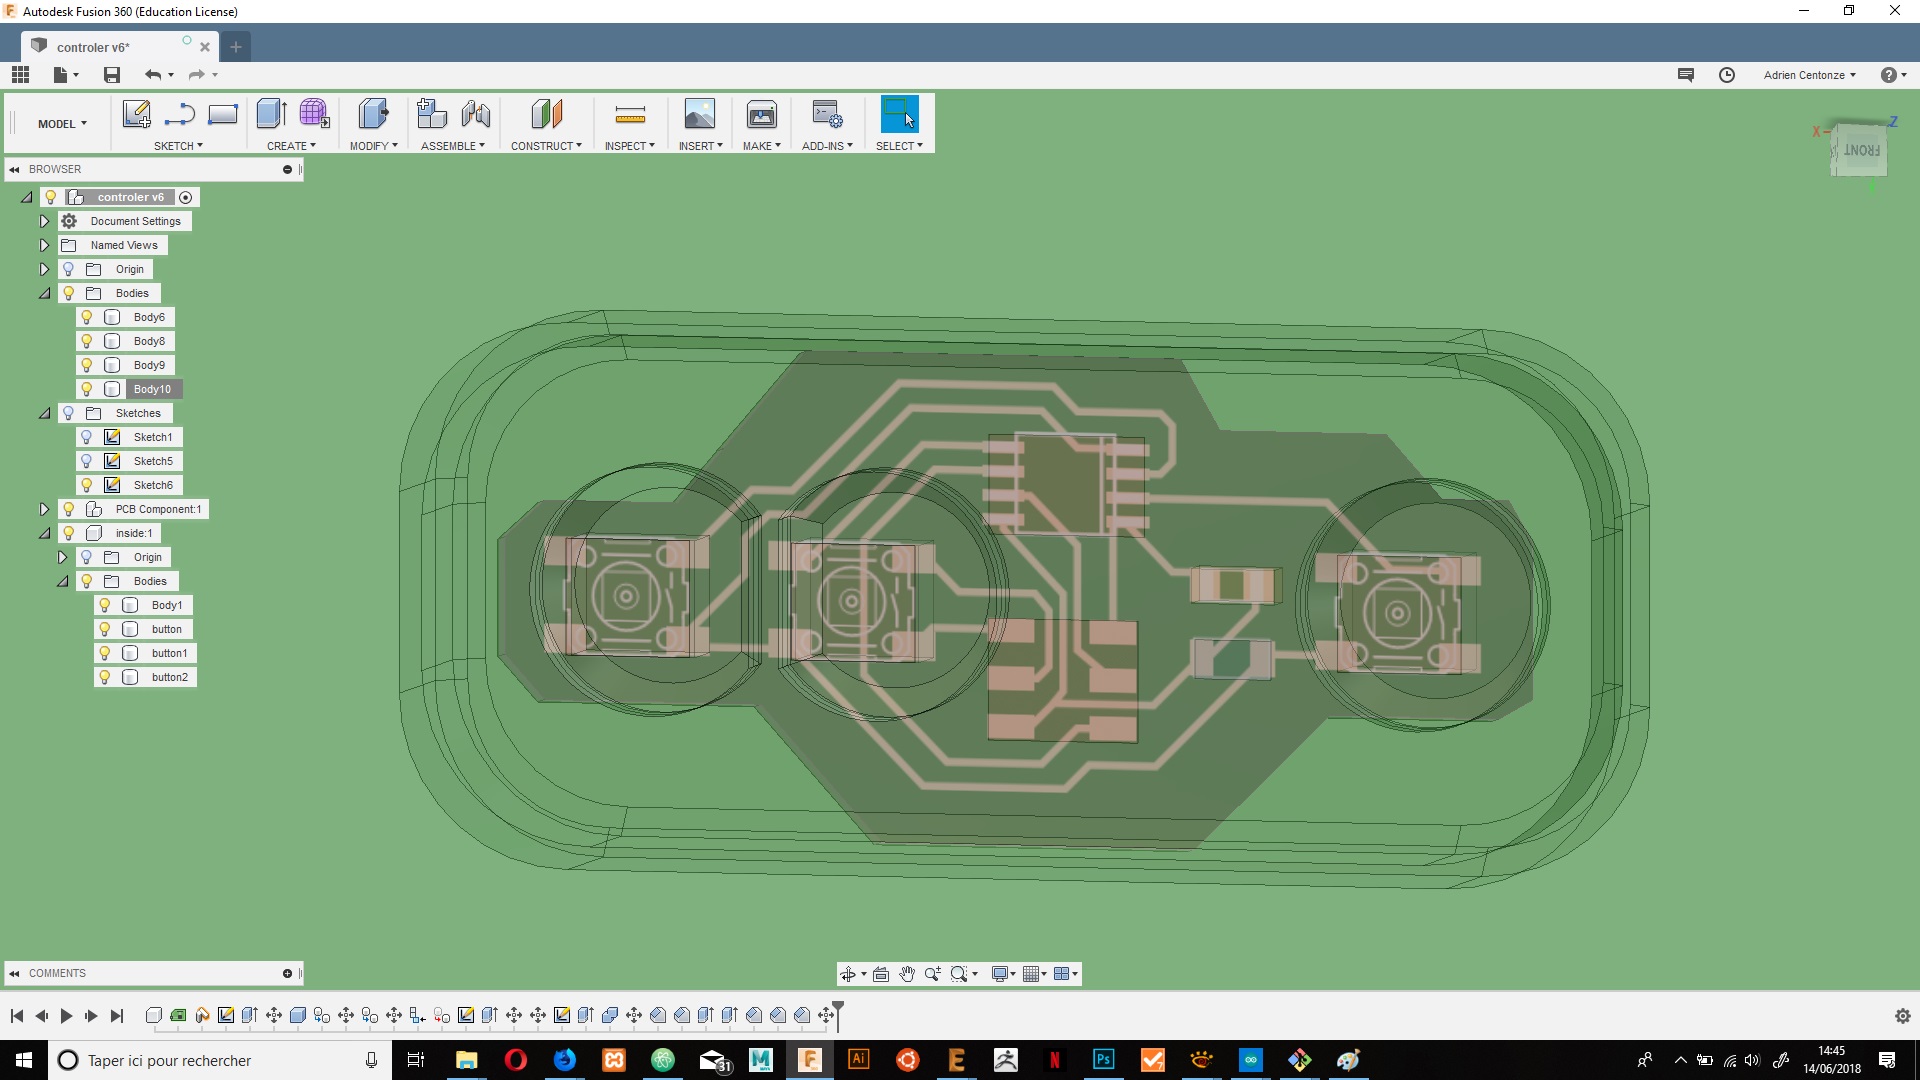 Autodesk Fusion 360 (Education License)
controler v6*
Adrien Centonze
MODEL
SKETCH
CREATE
MODIFY
ASSEMBLE
CONSTRUCT
INSPECT
INSERT
MAKE
ADD-INS
SELECT
X
Z
FRONT
BROWSER
controler v6
Document Settings
Named Views
Origin
Bodies
Body6
Body8
Body9
Body10
Sketches
Sketch1
Sketch5
Sketch6
PCB Component:1
inside:1
Origin
Bodies
Body1
button
button1
button2
COMMENTS
Taper ici pour rechercher
31
Ai
Ps
14:45
14/06/2018